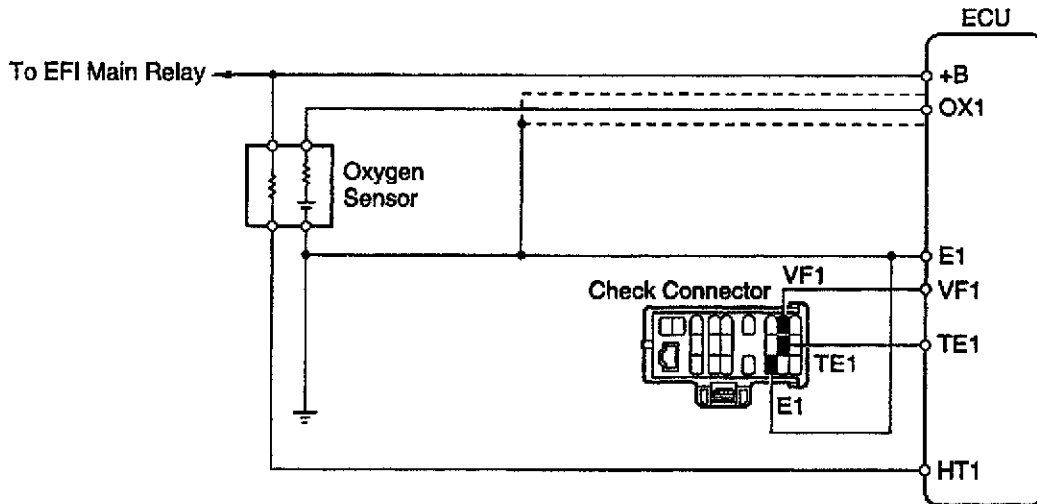 ECU
To EFI Main Relay
+B
OX1
Oxygen
Sensor
E1
VF1
Check Connector
VF1
TE1
TE1
E1
HT1